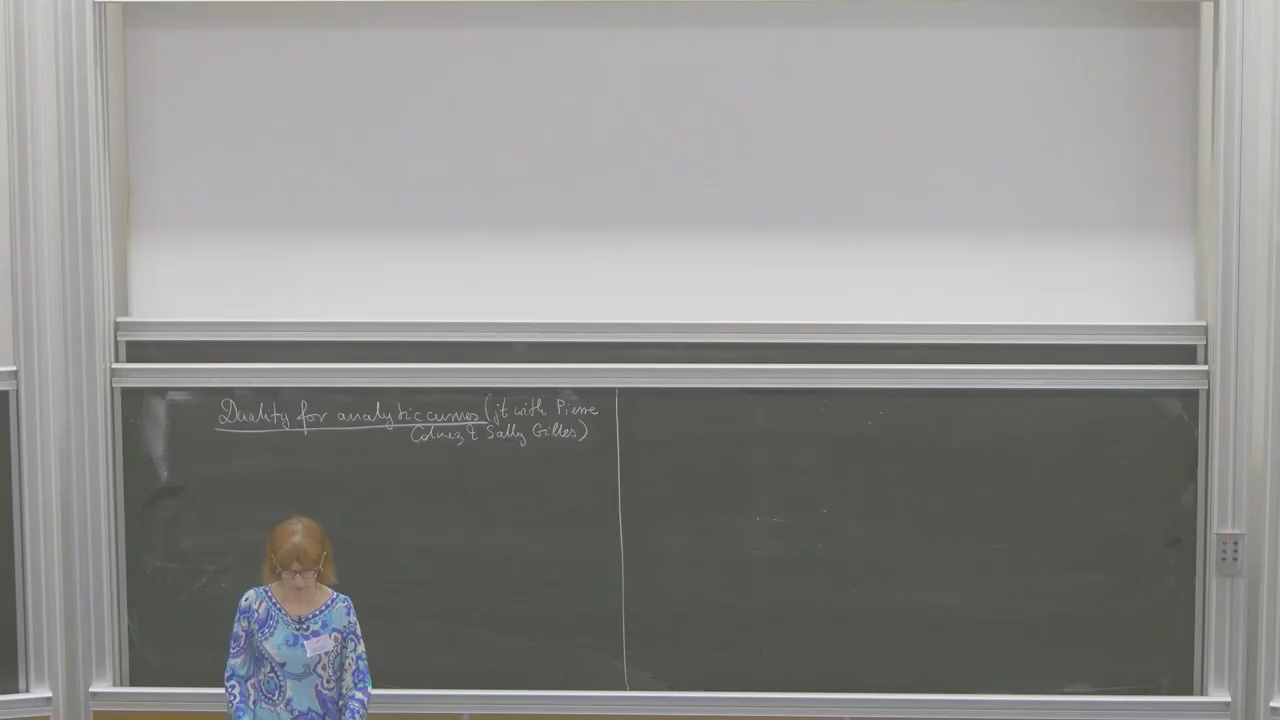 Duality for analytic curves (jt with Pierre
Colmez & Sally Gilles)